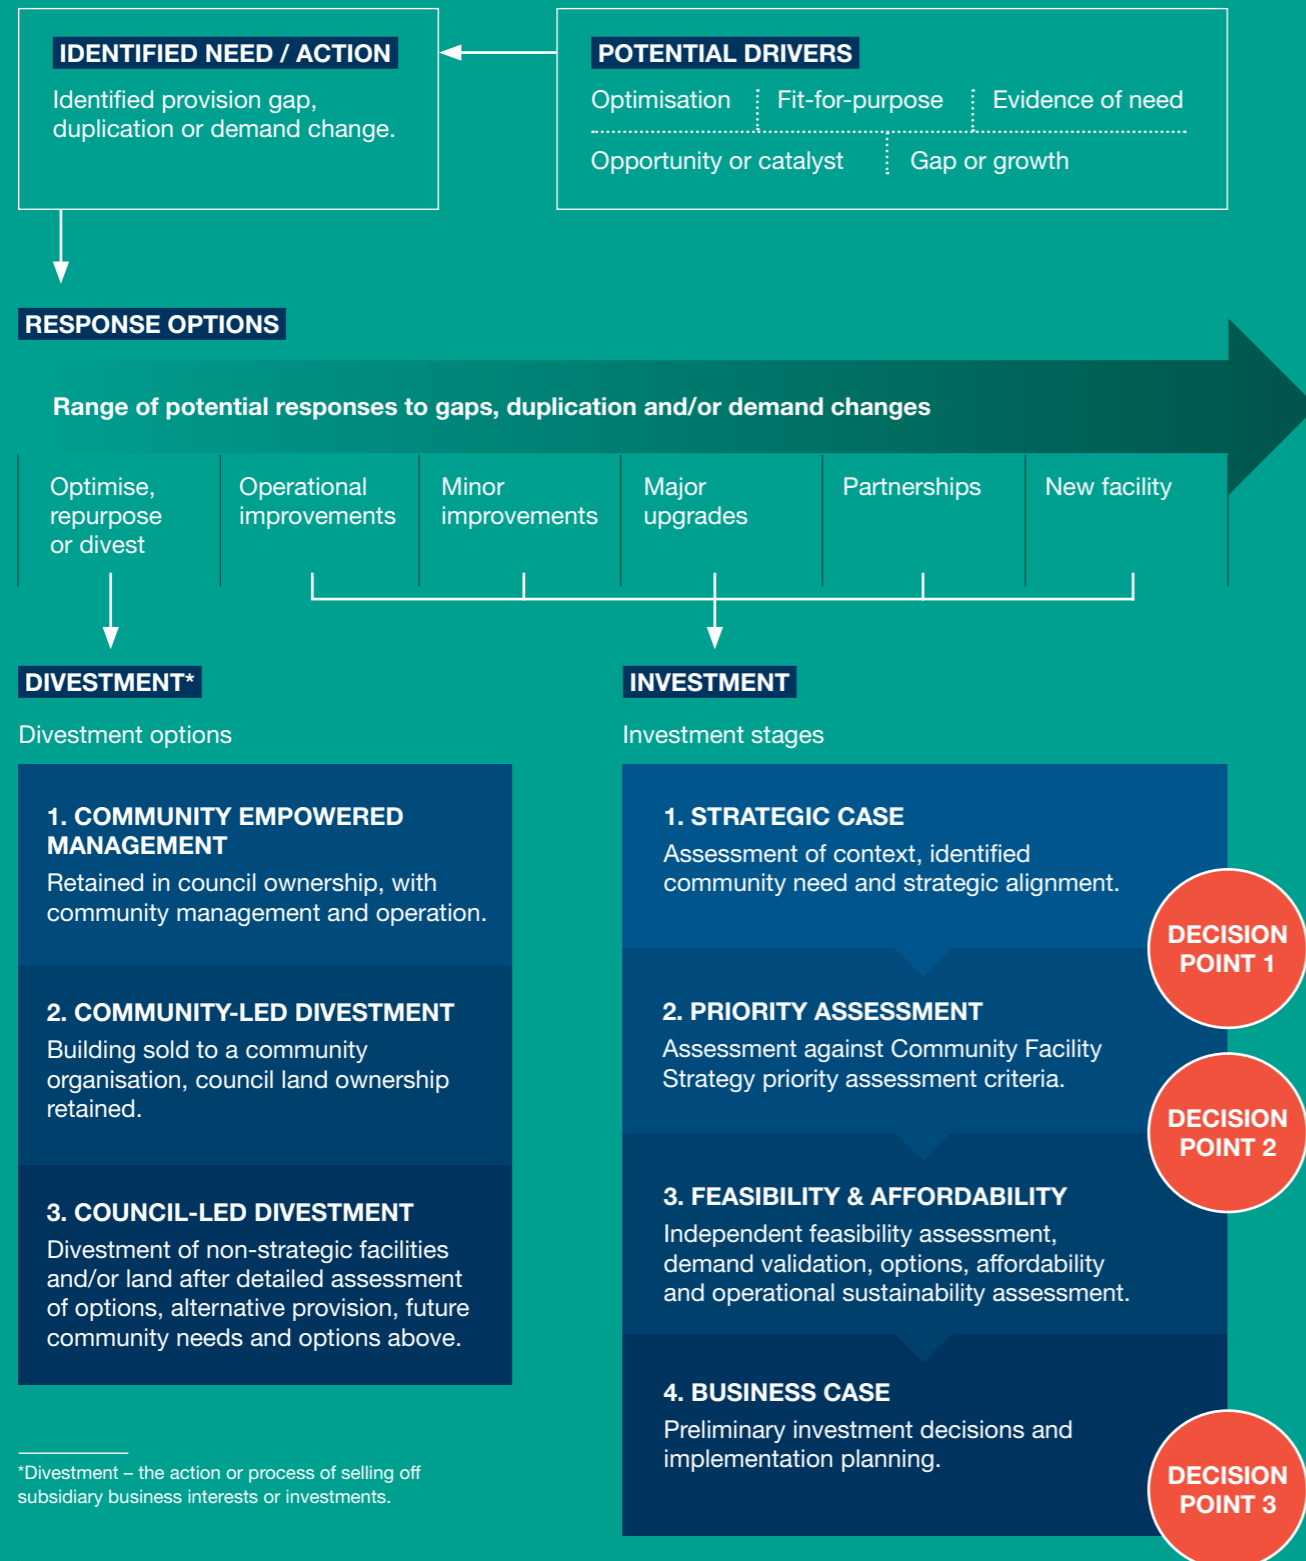 IDENTIFIED NEED / ACTION
Identified provision gap,
duplication or demand change.
POTENTIAL DRIVERS
Optimisation Fit-for-purpose Evidence of need
Opportunity or catalyst Gap or growth
RESPONSE OPTIONS
Range of potential responses to gaps, duplication and/or demand changes
Optimise,
repurpose
or divest
Operational
improvements
Minor
improvements
Major
upgrades
Partnerships
New facility
DIVESTMENT*
Divestment options
1. COMMUNITY EMPOWERED
MANAGEMENT
Retained in council ownership, with
community management and operation.
2. COMMUNITY-LED DIVESTMENT
Building sold to a community
organisation, council land ownership
retained.
3. COUNCIL-LED DIVESTMENT
Divestment of non-strategic facilities
and/or land after detailed assessment
of options, alternative provision, future
community needs and options above.
*Divestment – the action or process of selling off
subsidiary business interests or investments.
INVESTMENT
Investment stages
1. STRATEGIC CASE
Assessment of context, identified
community need and strategic alignment.
DECISION
POINT 1
2. PRIORITY ASSESSMENT
Assessment against Community Facility
Strategy priority assessment criteria.
DECISION
POINT 2
3. FEASIBILITY & AFFORDABILITY
Independent feasibility assessment,
demand validation, options, affordability
and operational sustainability assessment.
4. BUSINESS CASE
Preliminary investment decisions and
implementation planning.
DECISION
POINT 3